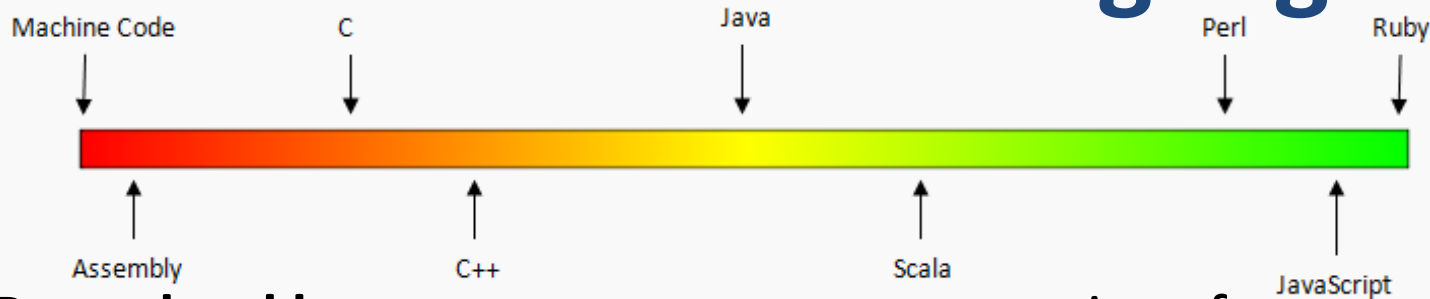 Machine Code
C
Java
Perl
Ruby
Assembly
C++
Scala
JavaScript